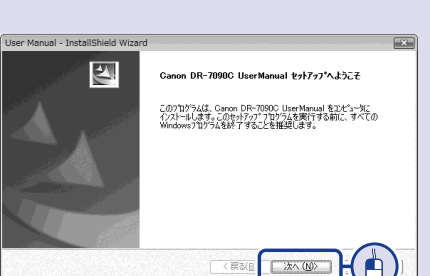 User Manual - InstallShield Wizard
Canon DR-7090C UserManual セットアップへようこそ
このプログラムは、Canon DR-7090C UserManual をコンピュータに
インストールします。このセットアップ プログラムを実行する前に、すべての
Windowsプログラムを終了することを推奨します。
< 戻る(B
次へ (N)>